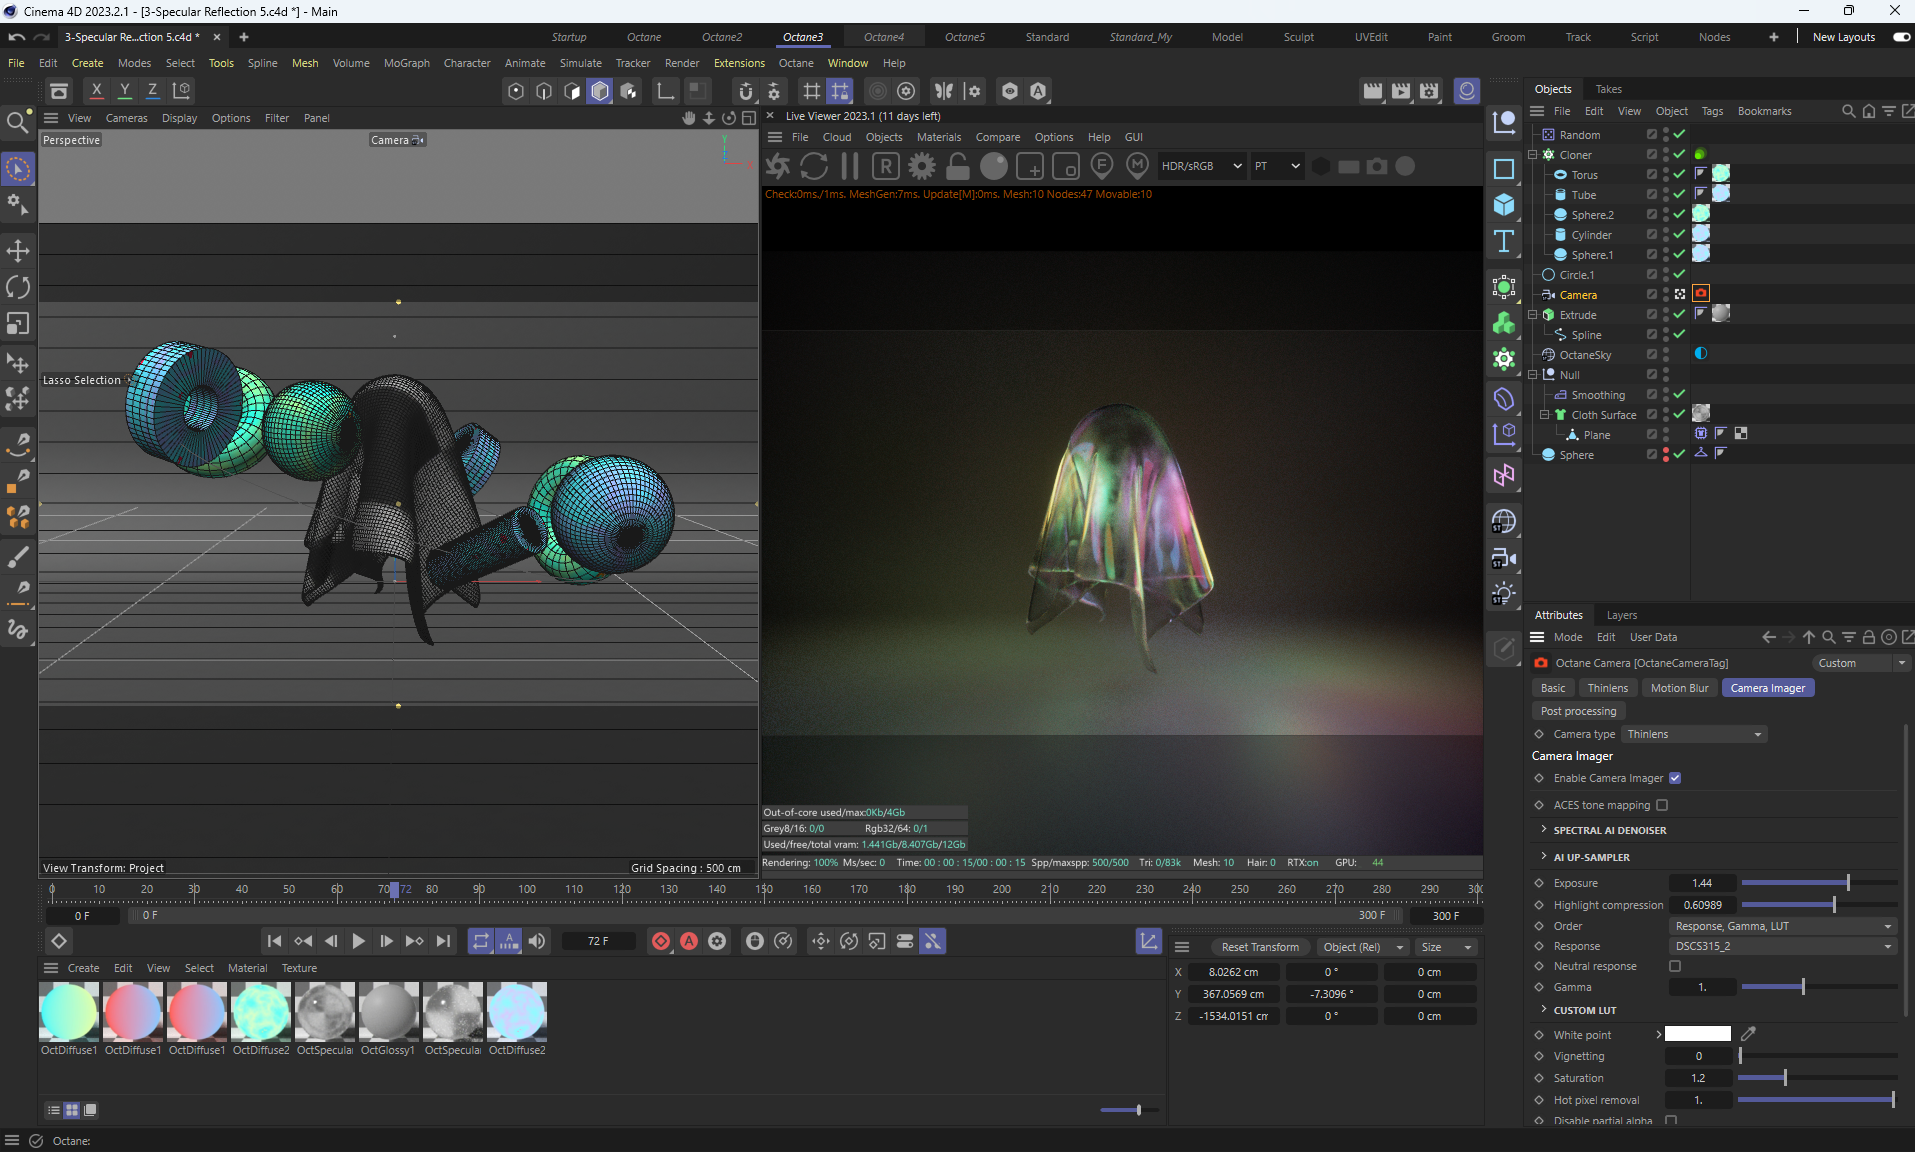 Cinema 4D 2023.2.1 - [3-Specular Reflection 5.c4d *] - Main
3-Specular Re...ction 5.c4d *
Startup Octane Octane2 Octane3 Octane4 Octane5 Standard Standard_My Model Sculpt UVEdit Paint Groom Track Script Nodes New Layouts
File Edit Create Modes Select Tools Spline Mesh Volume MoGraph Character Animate Simulate Tracker Render Extensions Octane Window Help
X Y Z
View Cameras Display Options Filter Panel
Perspective
Camera
Y
Lasso Selection
View Transform: Project
Grid Spacing : 500 cm
Live Viewer 2023.1 (11 days left)
File Cloud Objects Materials Compare Options Help GUI
R F M HDR/sRGB PT
Check:0ms./1ms. MeshGen:7ms. Update[M]:0ms. Mesh:10 Nodes:47 Movable:10
Out-of-core used/max:0Kb/4Gb
Grey8/16: 0/0 Rgb32/64: 0/1
Used/free/total vram: 1.441Gb/8.407Gb/12Gb
Rendering: 100% Ms/sec: 0 Time: 00 : 00 : 15/00 : 00 : 15 Spp/maxspp: 500/500 Tri: 0/83k Mesh: 10 Hair: 0 RTX:on GPU: 44
0 10 20 30 40 50 60 70 72 80 90 100 110 120 130 140 150 160 170 180 190 200 210 220 230 240 250 260 270 280 290 300
0 F 0 F 300 F 300 F
72 F
A
Create Edit View Select Material Texture
OctDiffuse1 OctDiffuse1 OctDiffuse1 OctDiffuse2 OctSpecular OctGlossy1 OctSpecular OctDiffuse2
Reset Transform Object (Rel) Size
X 8.0262 cm 0 ° 0 cm
Y 367.0569 cm -7.3096 ° 0 cm
Z -1534.0151 cm 0 ° 0 cm
Octane:
Objects Takes
File Edit View Object Tags Bookmarks
Random
Cloner
Torus
Tube
Sphere.2
Cylinder
Sphere.1
Circle.1
Camera
Extrude
Spline
OctaneSky
Null
Smoothing
Cloth Surface
Plane
Sphere
T
ST
ST
ST
Attributes Layers
Mode Edit User Data
Octane Camera [OctaneCameraTag] Custom
Basic Thinlens Motion Blur Camera Imager
Post processing
Camera type Thinlens
Camera Imager
Enable Camera Imager
ACES tone mapping
SPECTRAL AI DENOISER
AI UP-SAMPLER
Exposure 1.44
Highlight compression 0.60989
Order Response, Gamma, LUT
Response DSCS315_2
Neutral response
Gamma 1.
CUSTOM LUT
White point
Vignetting 0
Saturation 1.2
Hot pixel removal 1.
Disable partial alpha